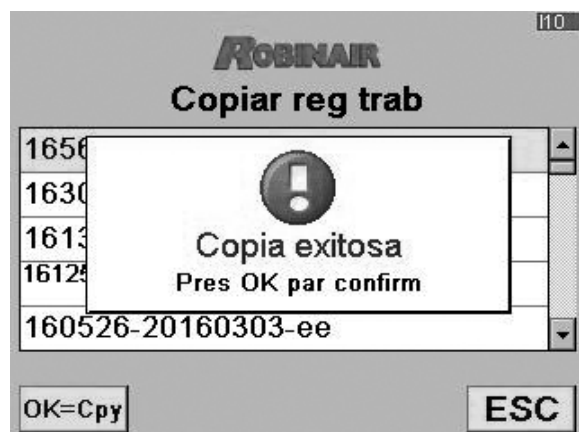 I10
ROBINAIR
Copiar reg trab
1656
1630
1613
16125
Copia exitosa
Pres OK par confirm
160526-20160303-ee
OK=Cpy
ESC